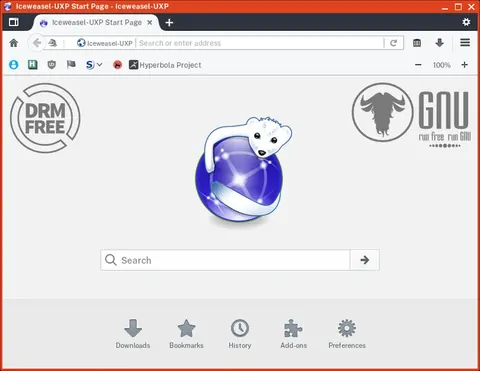 Iceweasel-UXP Start Page - Iceweasel-UXP
Iceweasel-UXP Start Page
Iceweasel-UXP
Search or enter address
Hyperbola Project
100%
DRM
FREE
GNU
run free run GNU
Search
Downloads
Bookmarks
History
Add-ons
Preferences